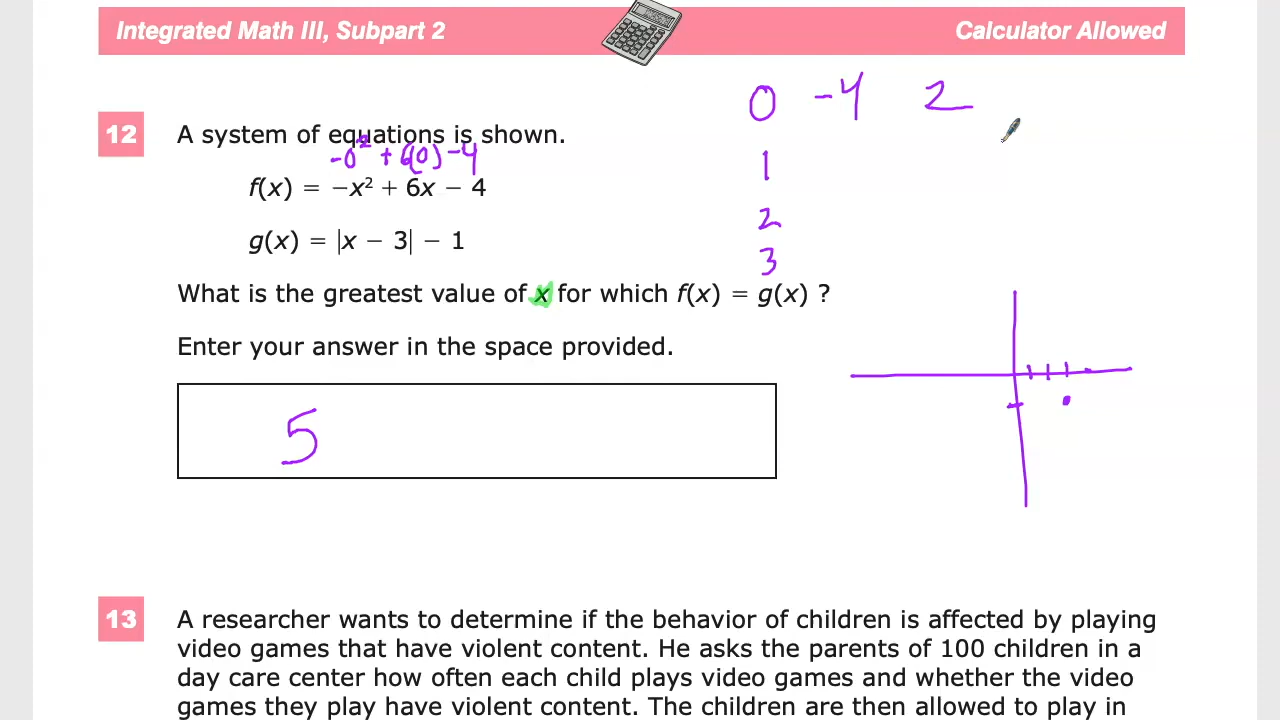 Integrated Math III, Subpart 2
Calculator Allowed
0 -4 2
1
2
3
12 A system of equations is shown.
-0² + 6(0) -4
f(x) = −x² + 6x − 4
g(x) = |x − 3| − 1
What is the greatest value of x for which f(x) = g(x) ?
Enter your answer in the space provided.
5
13 A researcher wants to determine if the behavior of children is affected by playing
video games that have violent content. He asks the parents of 100 children in a
day care center how often each child plays video games and whether the video
games they play have violent content. The children are then allowed to play in